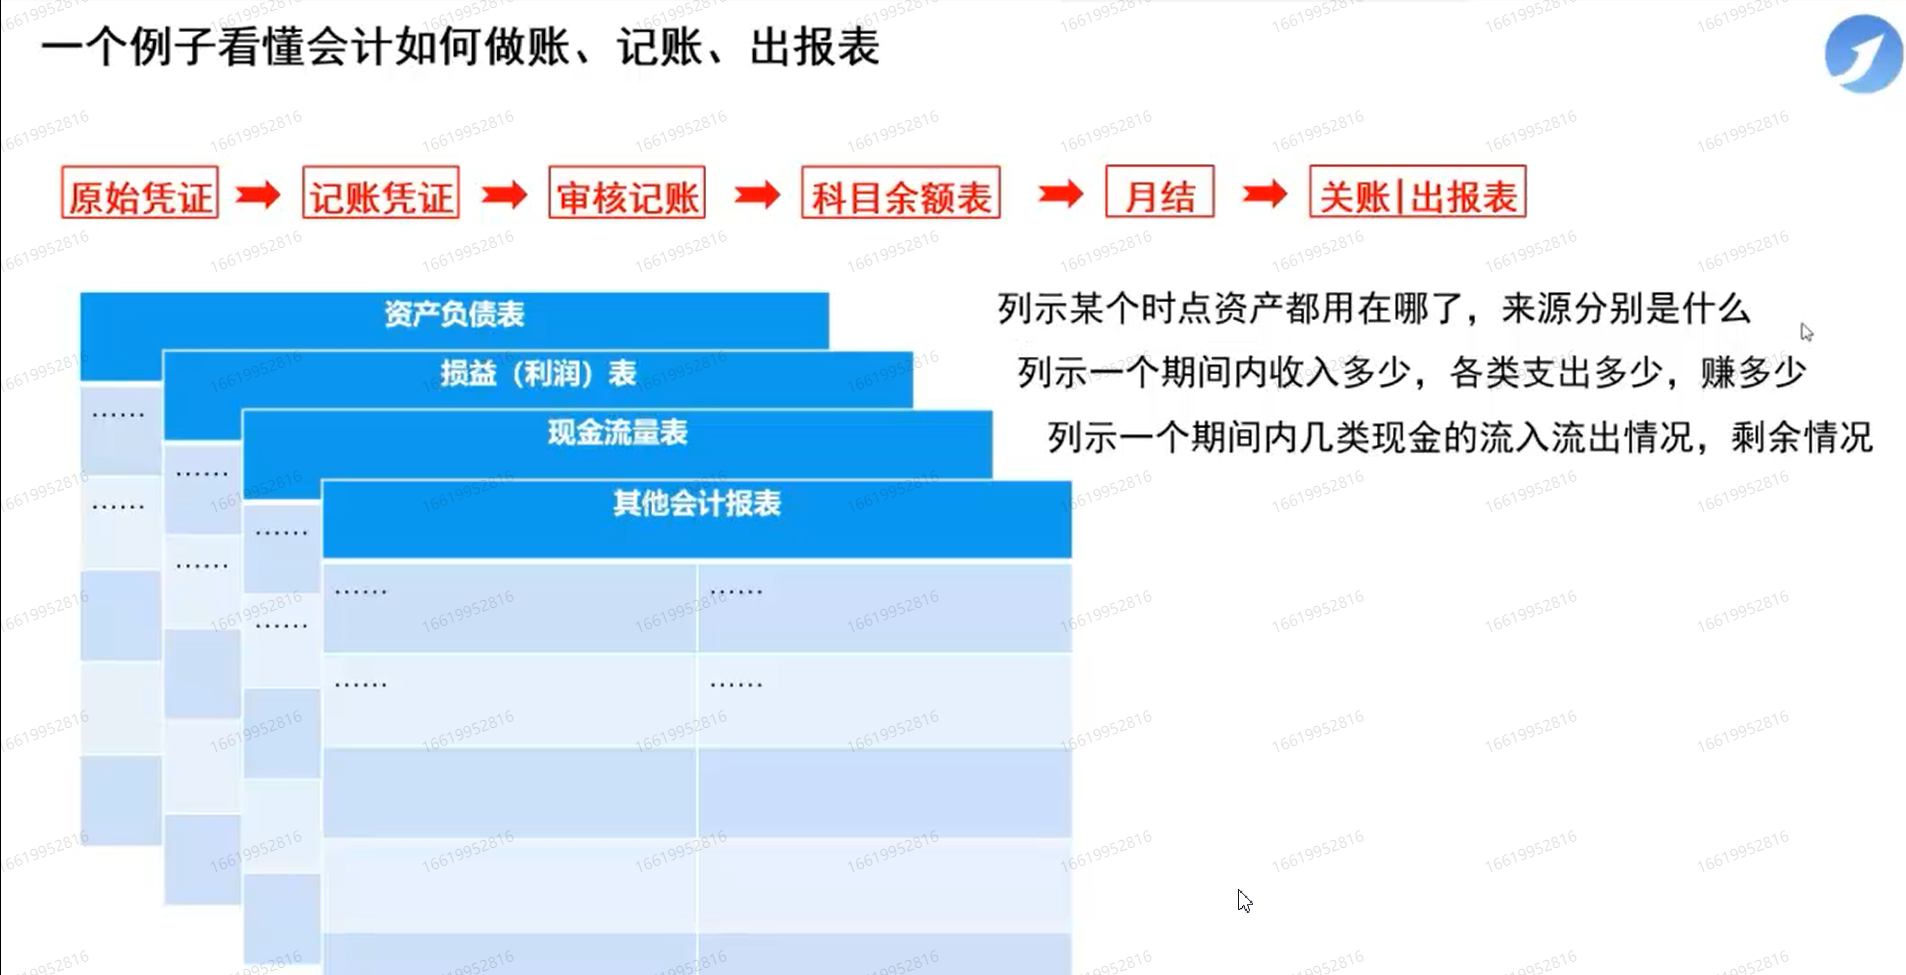 一个例子看懂会计如何做账、记账、出报表
原始凭证
记账凭证
审核记账
科目余额表
月结
关账|出报表
资产负债表
列示某个时点资产都用在哪了，来源分别是什么
损益（利润）表
列示一个期间内收入多少，各类支出多少，赚多少
现金流量表
列示一个期间内几类现金的流入流出情况，剩余情况
其他会计报表
......
......
......
......
......
......
......
......
......
......
16619952816